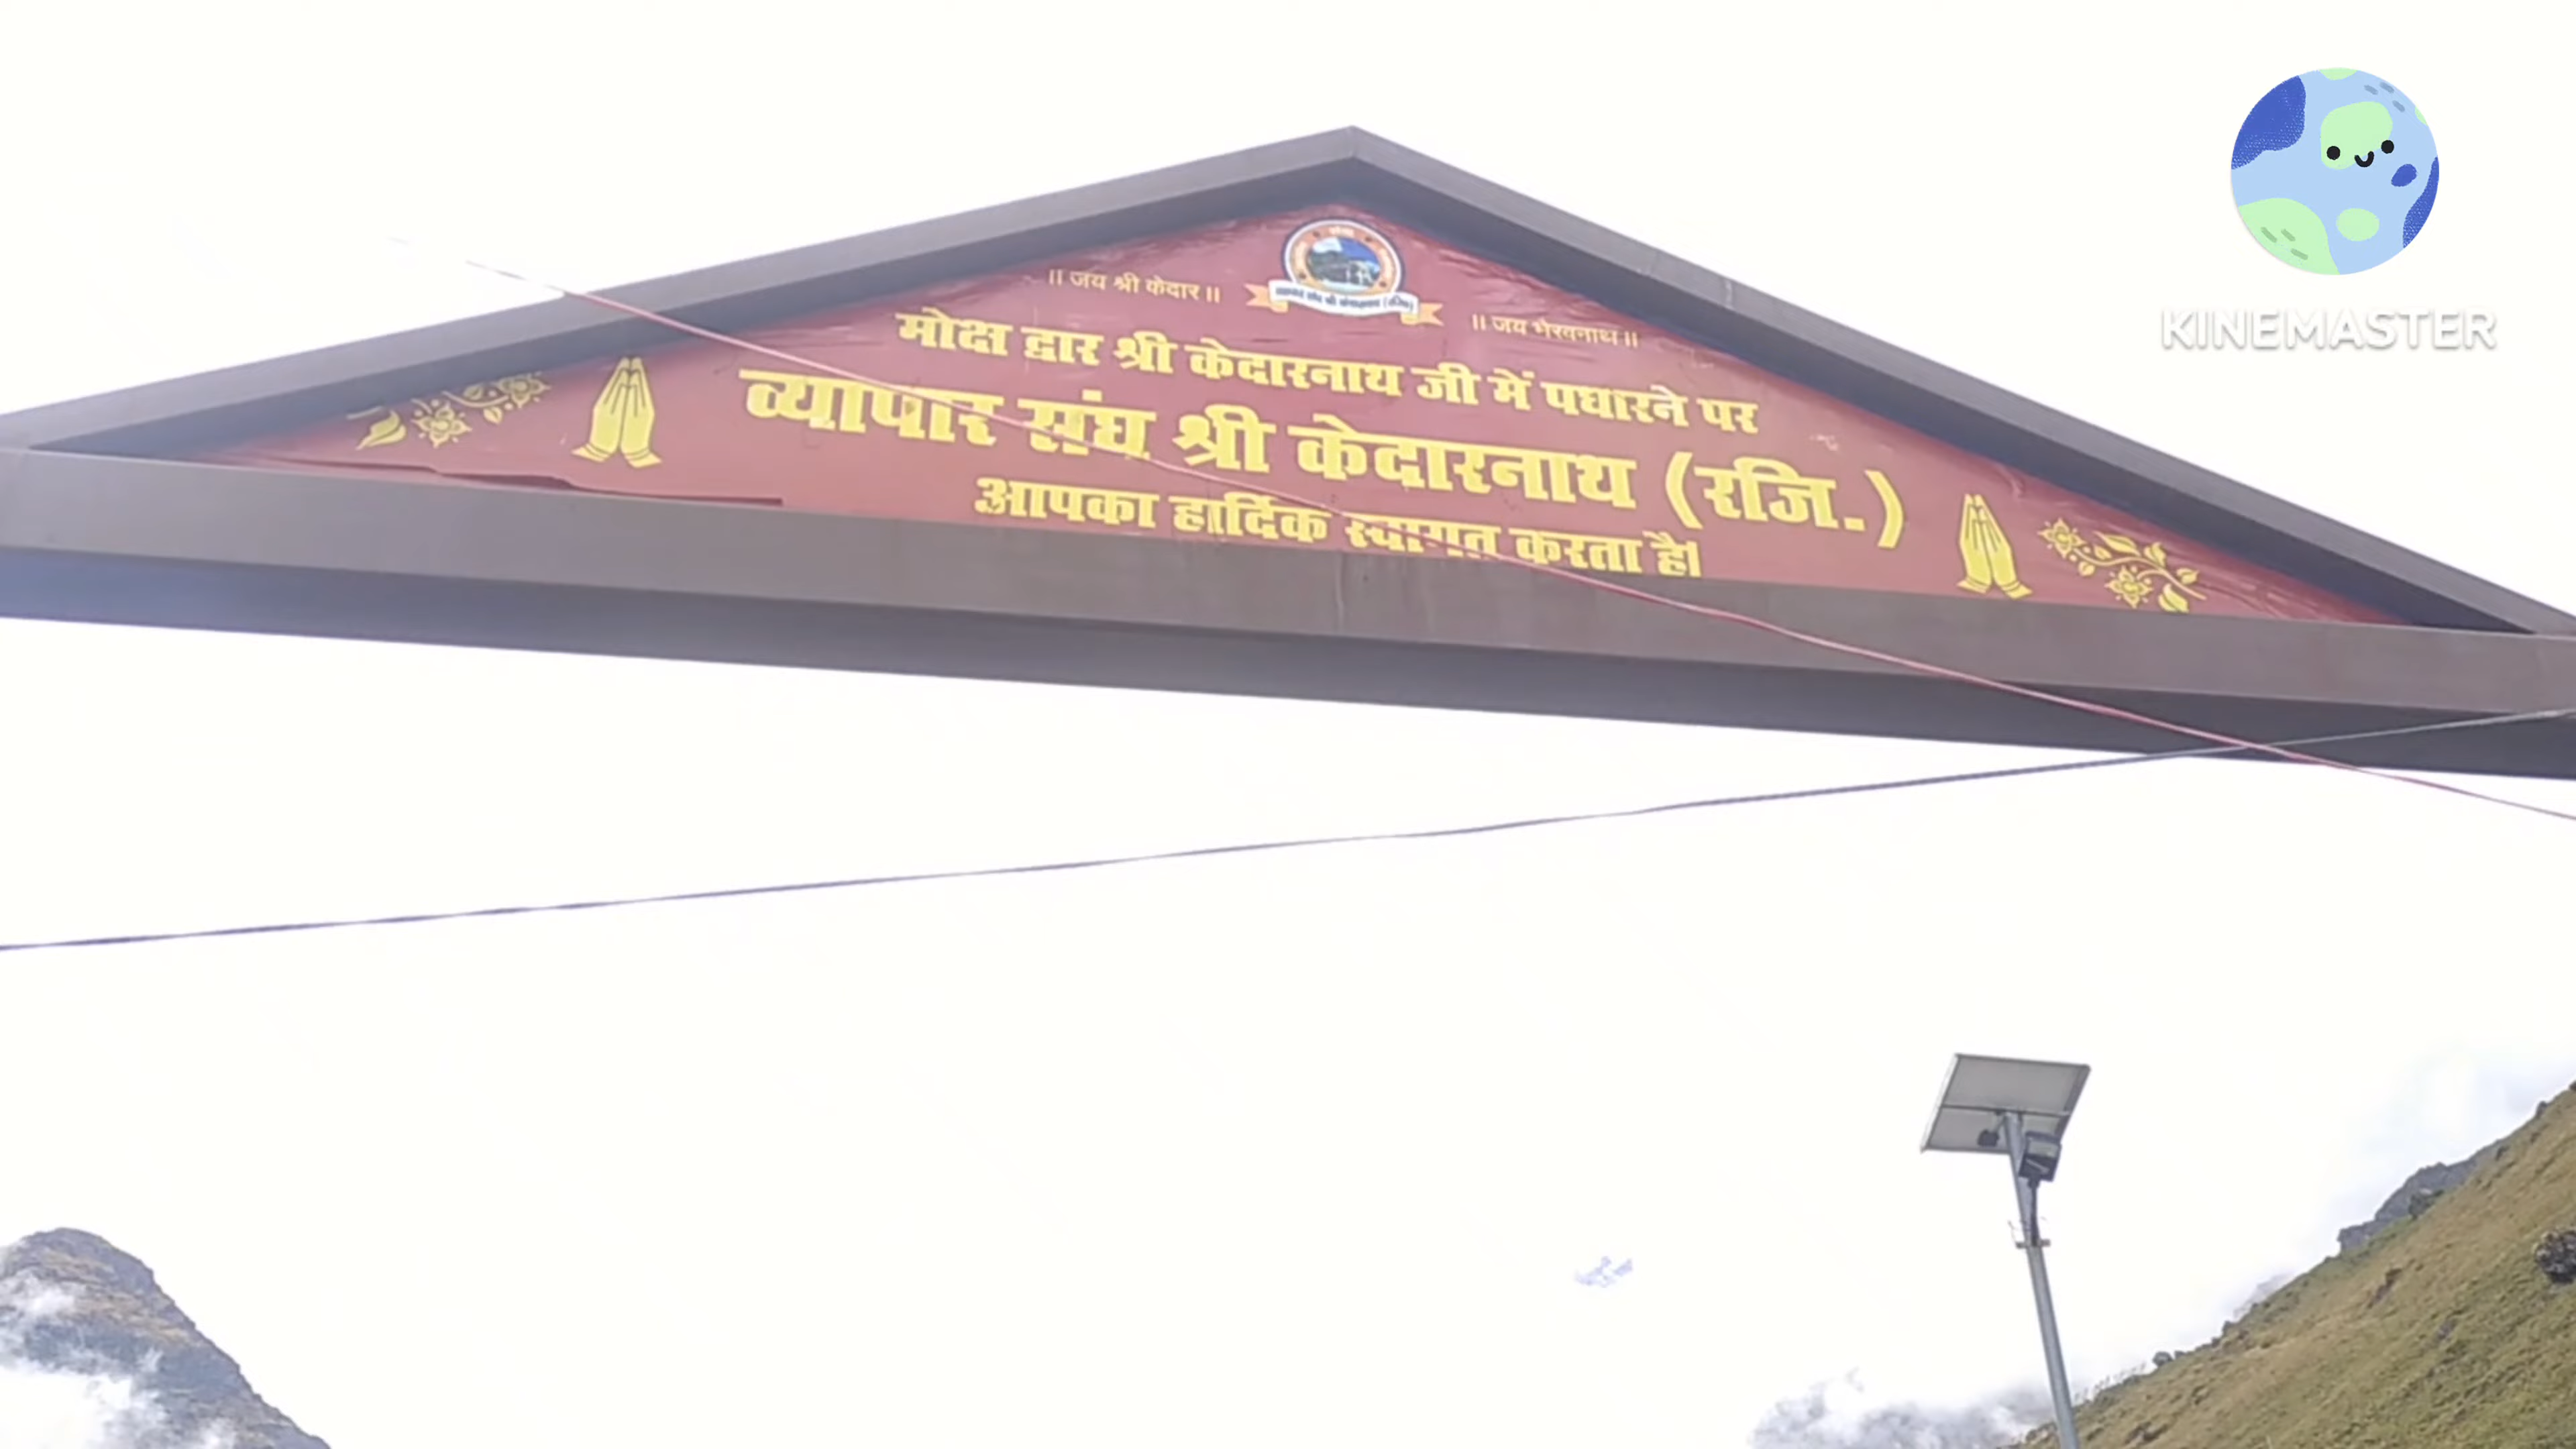 ॥ जय श्री केदार ॥
॥ जय भैरवनाथ ॥
मोक्ष द्वार श्री केदारनाथ जी में पधारने पर
व्यापार संघ श्री केदारनाथ (रजि.)
आपका हार्दिक स्वागत करता है।
KINEMASTER